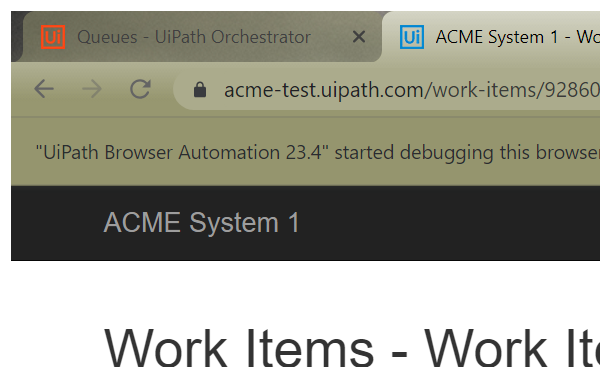 Ui Queues - UiPath Orchestrator Ui ACME System 1 - Wo
acme-test.uipath.com/work-items/92860
"UiPath Browser Automation 23.4" started debugging this browser
ACME System 1
Work Items - Work Ite